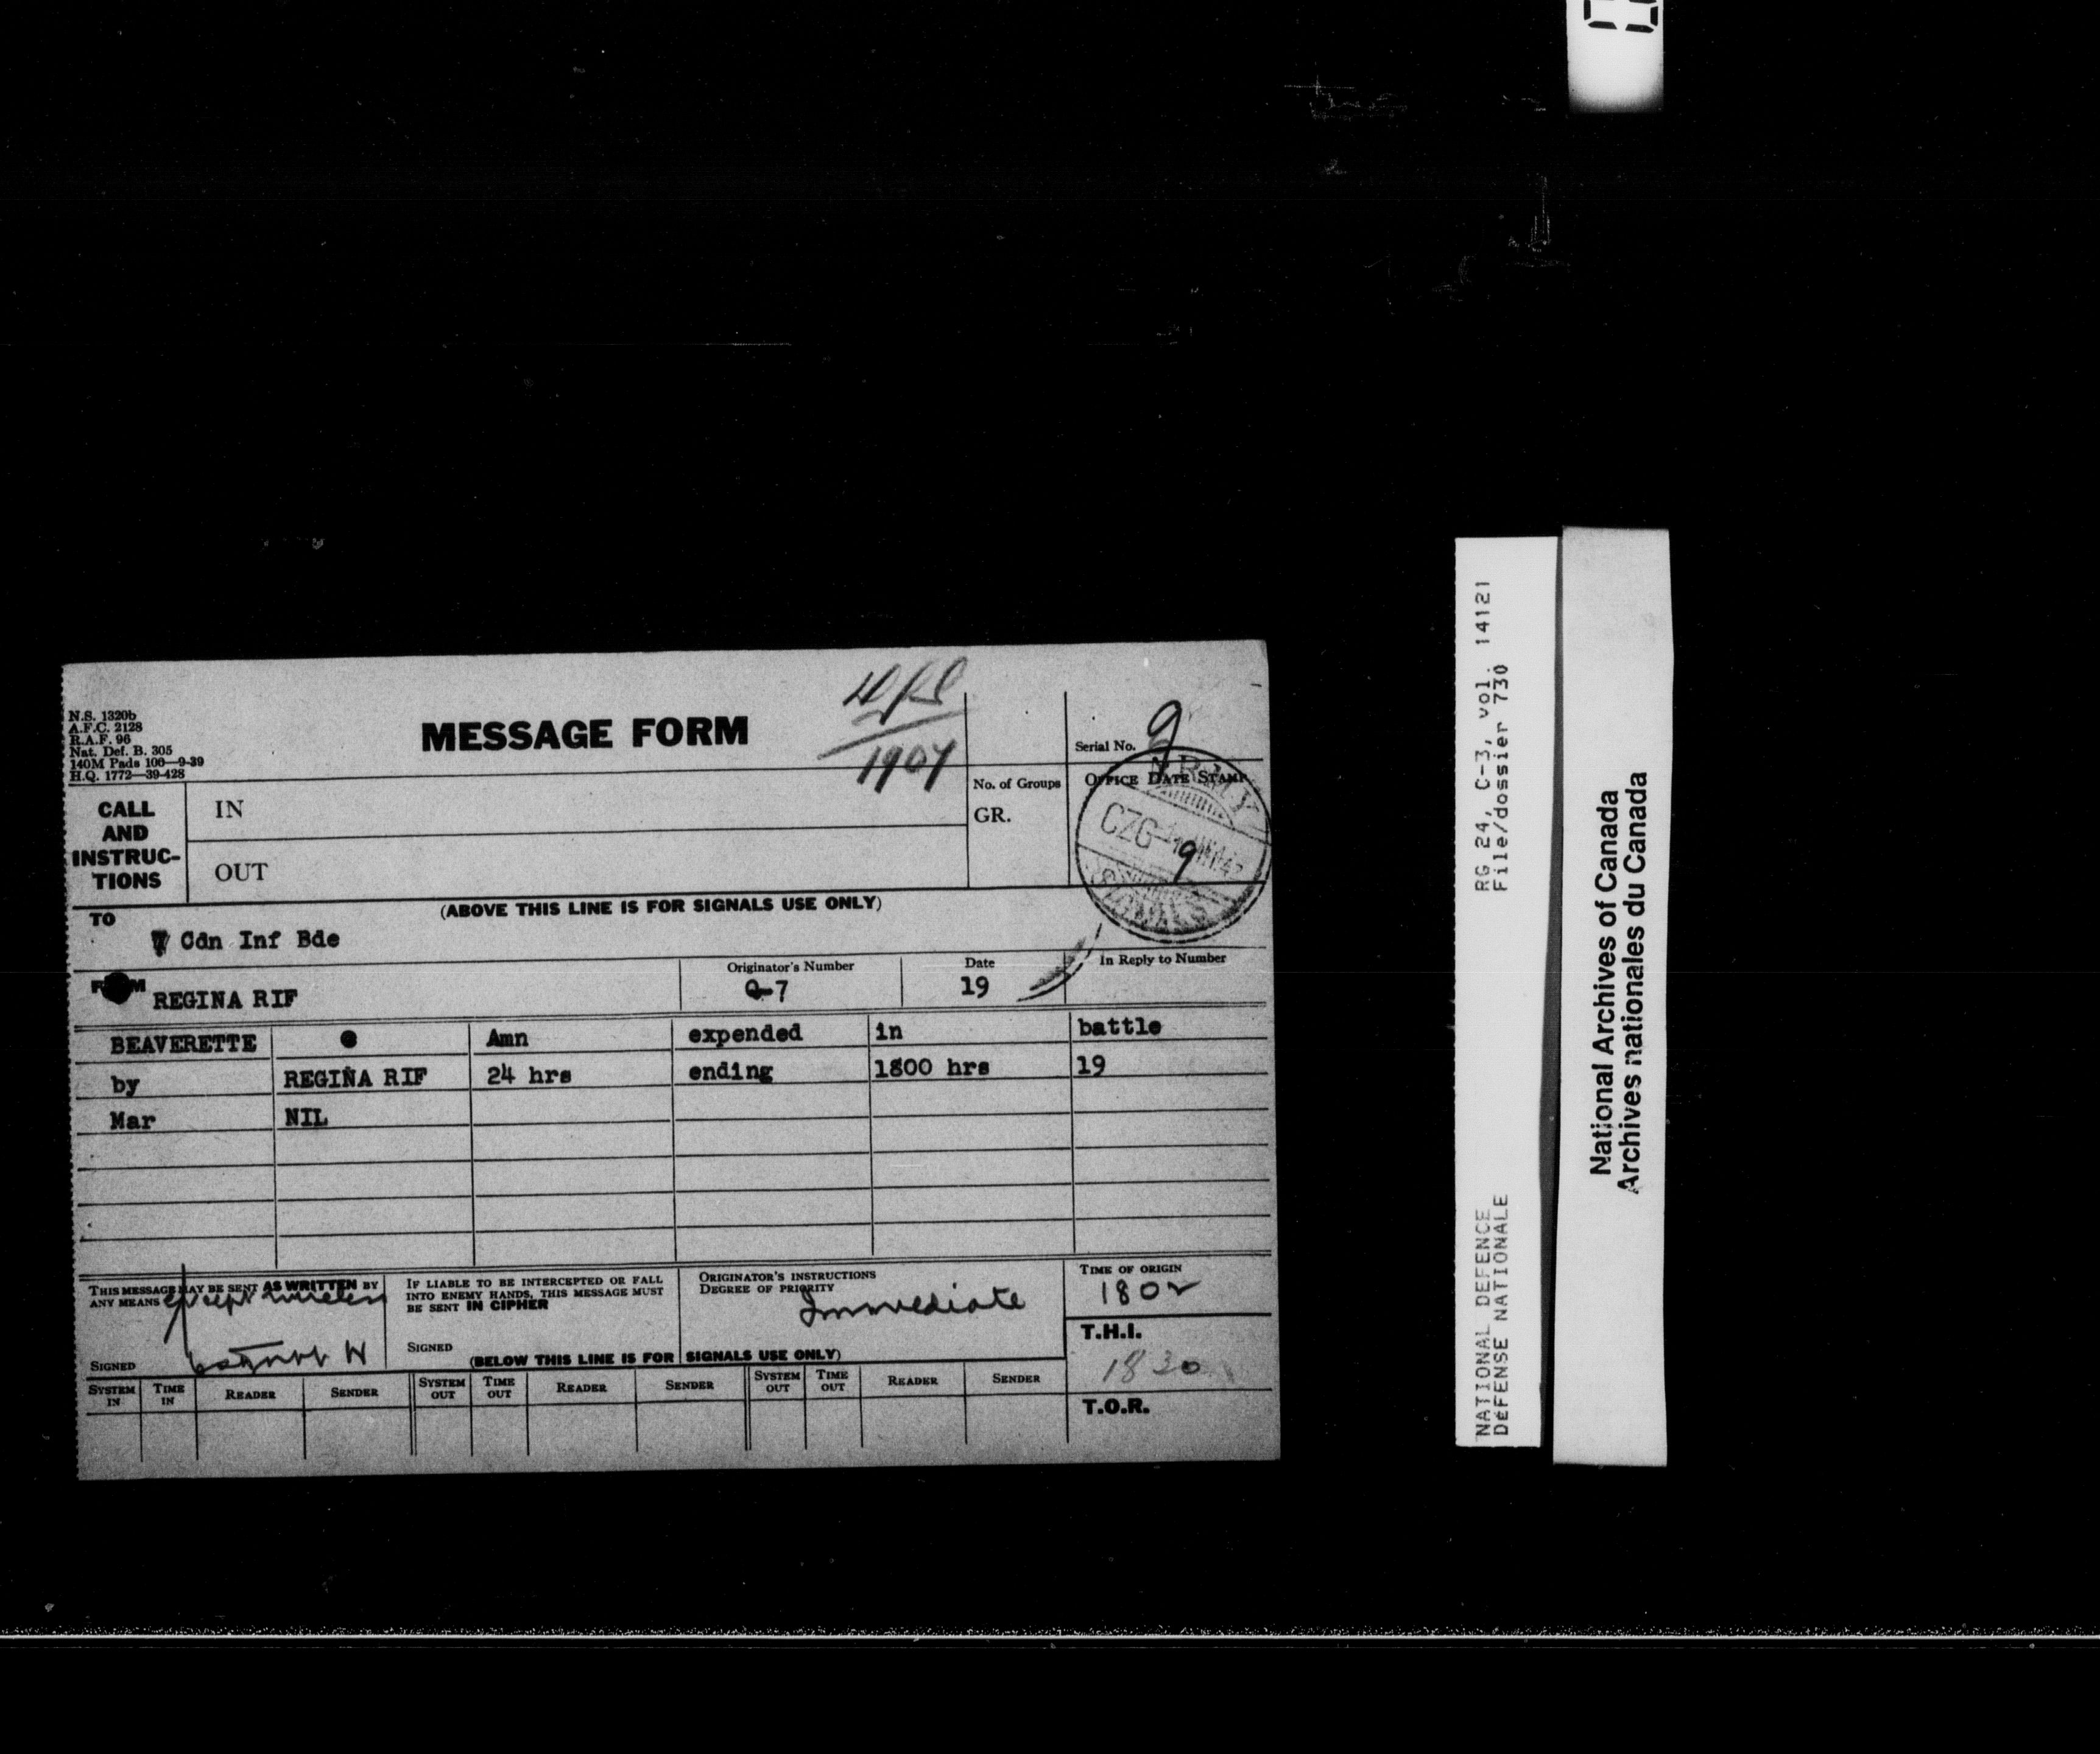 N.S. 1320b
A.F.C. 2128
R.A.F. 96
Nat. Def. B. 305
140M Pads 100—9-39
H.Q. 1772—39-428
MESSAGE FORM
1907
Serial No. 9
CALL AND INSTRUC-TIONS
IN
OUT
No. of Groups
GR.
OFFICE DATE STAMP
ARMY
CZG
9
SIGNALS
(ABOVE THIS LINE IS FOR SIGNALS USE ONLY)
TO
7 Cdn Inf Bde
FROM REGINA RIF
Originator's Number
Q-7
Date
19
In Reply to Number
BEAVERETTE Amn expended in battle
by REGINA RIF 24 hrs ending 1800 hrs 19
Mar NIL
THIS MESSAGE MAY BE SENT AS WRITTEN BY
ANY MEANS except wireless
SIGNED
IF LIABLE TO BE INTERCEPTED OR FALL
INTO ENEMY HANDS, THIS MESSAGE MUST
BE SENT IN CIPHER
SIGNED
ORIGINATOR'S INSTRUCTIONS
DEGREE OF PRIORITY
Immediate
TIME OF ORIGIN
1802
T.H.I.
1830
T.O.R.
(BELOW THIS LINE IS FOR SIGNALS USE ONLY)
SYSTEM IN TIME IN READER SENDER SYSTEM OUT TIME OUT READER SENDER SYSTEM OUT TIME OUT READER SENDER
RG 24, C-3, vol. 14121
File/dossier 730
NATIONAL DEFENCE
DéFENSE NATIONALE
National Archives of Canada
Archives nationales du Canada